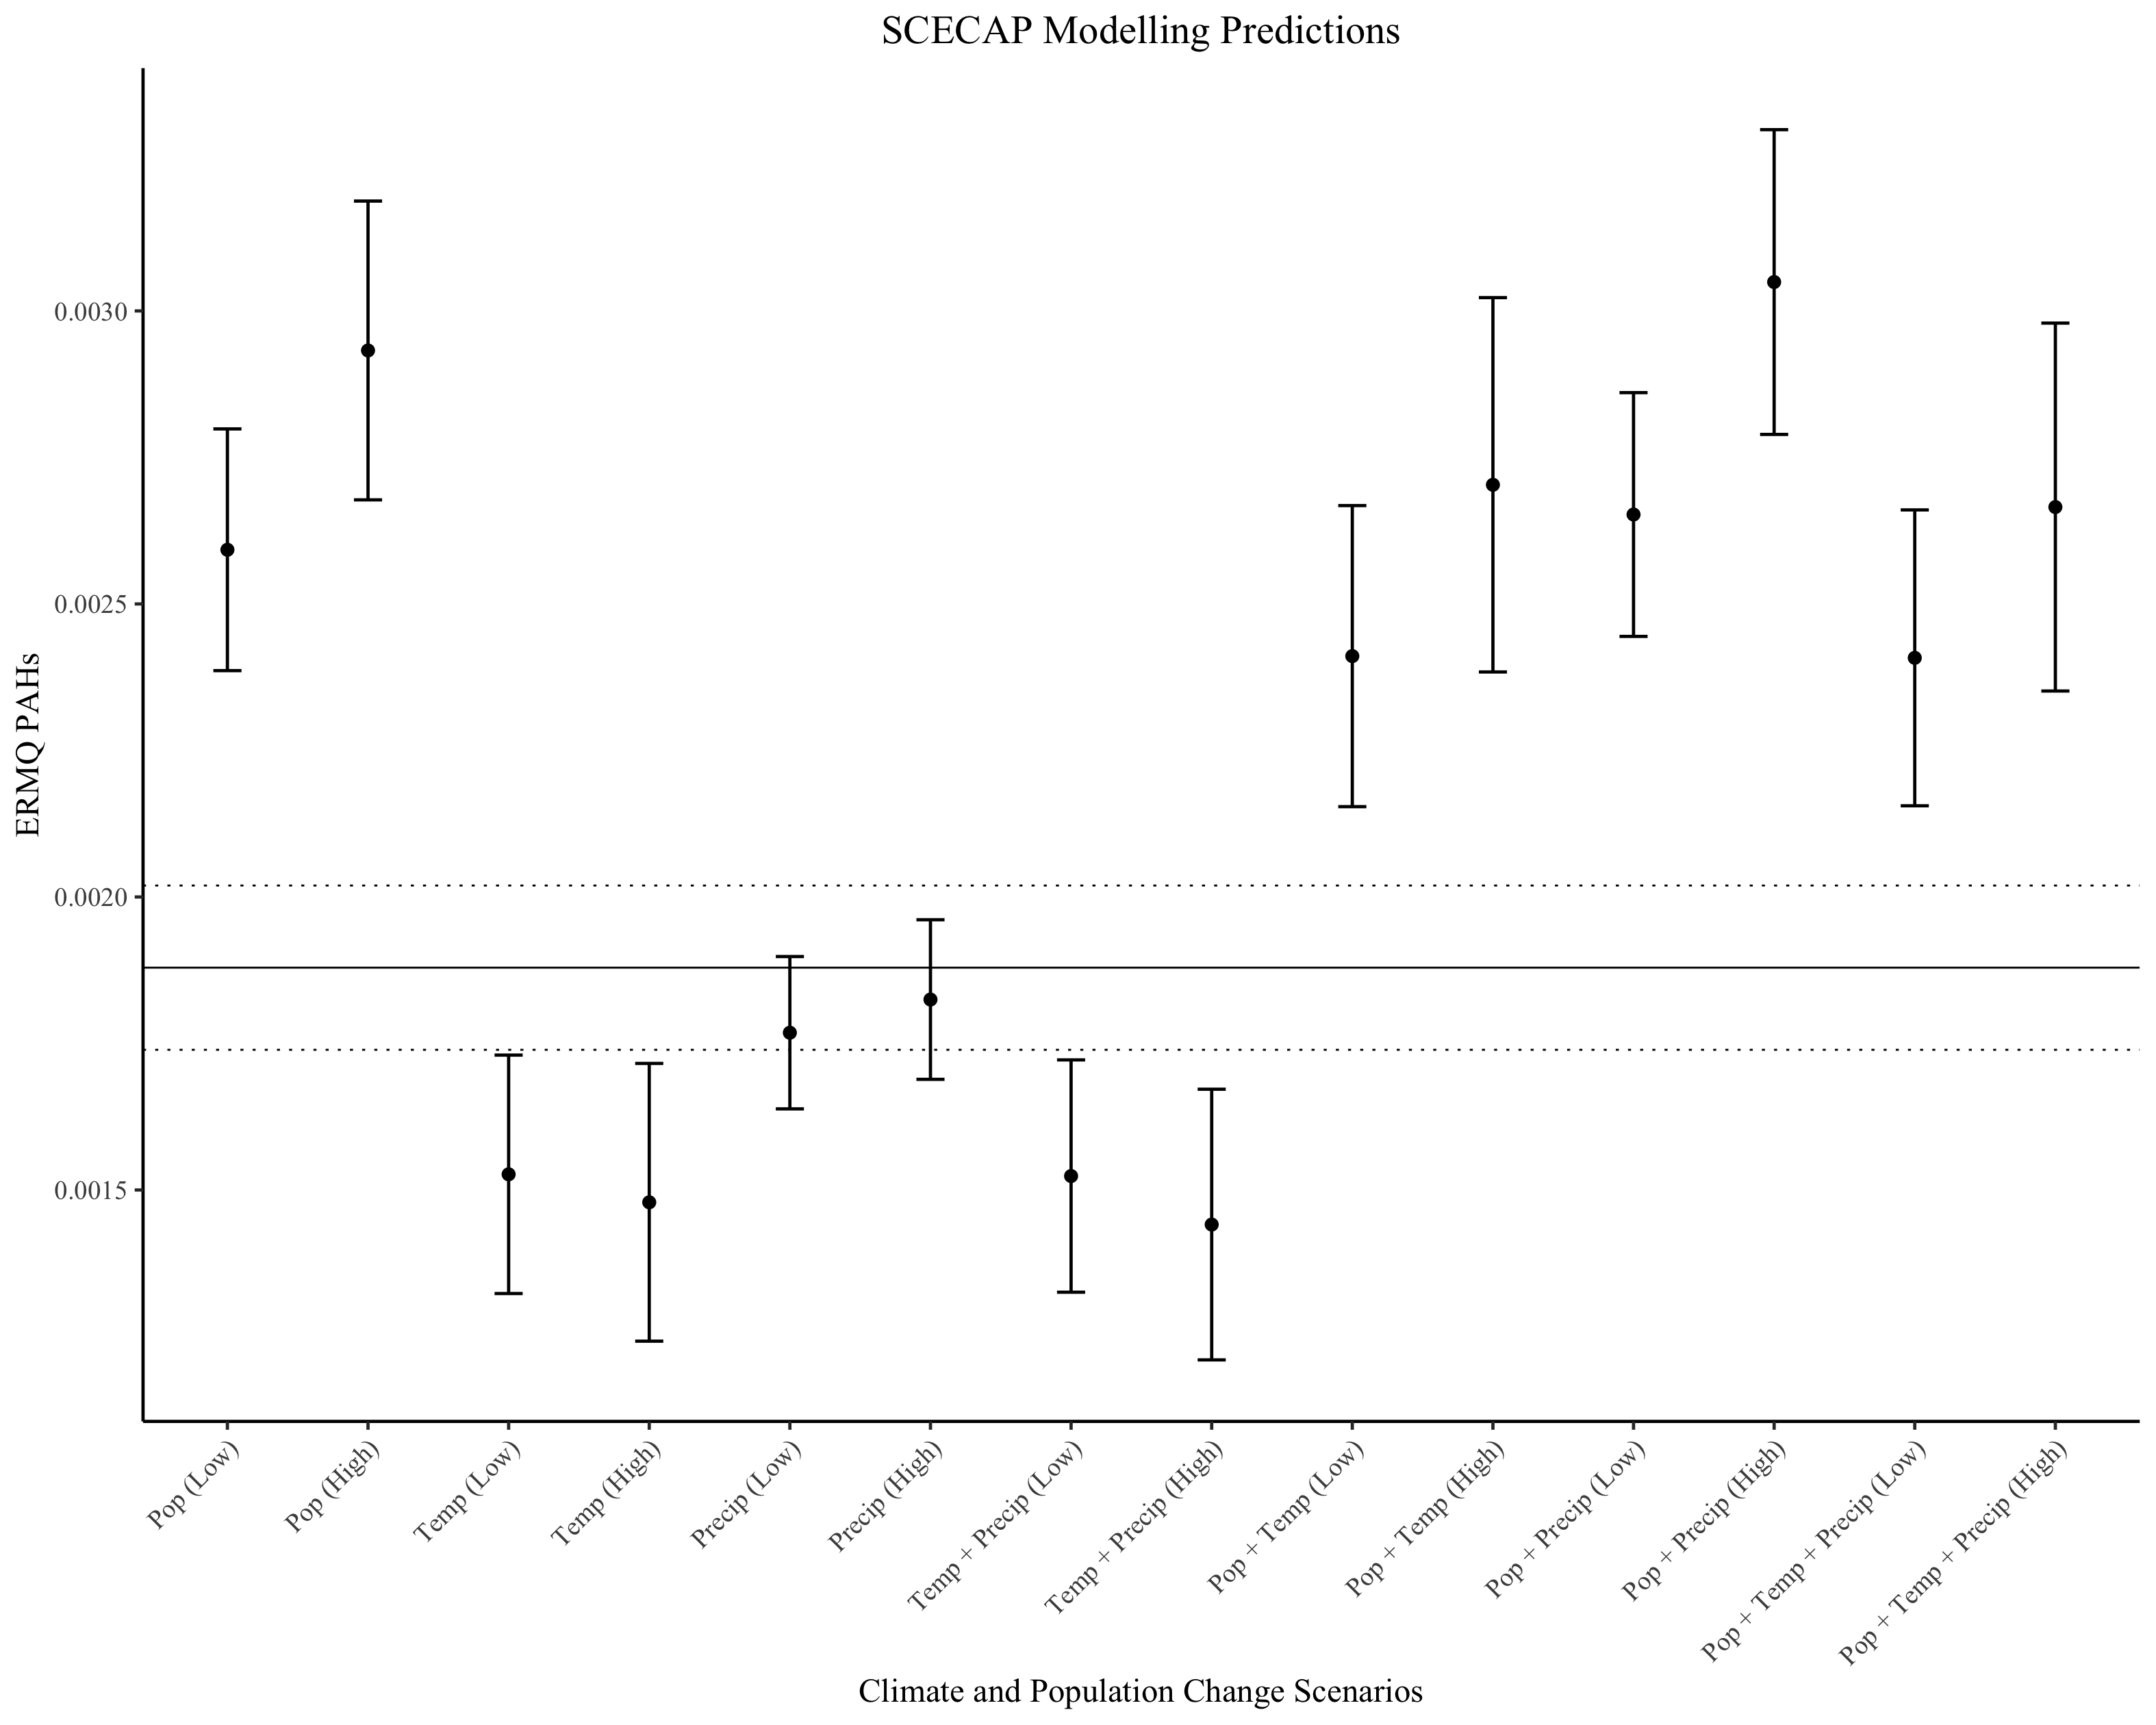 SCECAP Modelling Predictions
ERMQ PAHs
0.0030
0.0025
0.0020
0.0015
Pop (Low)
Pop (High)
Temp (Low)
Temp (High)
Precip (Low)
Precip (High)
Temp + Precip (Low)
Temp + Precip (High)
Pop + Temp (Low)
Pop + Temp (High)
Pop + Precip (Low)
Pop + Precip (High)
Pop + Temp + Precip (Low)
Pop + Temp + Precip (High)
Climate and Population Change Scenarios